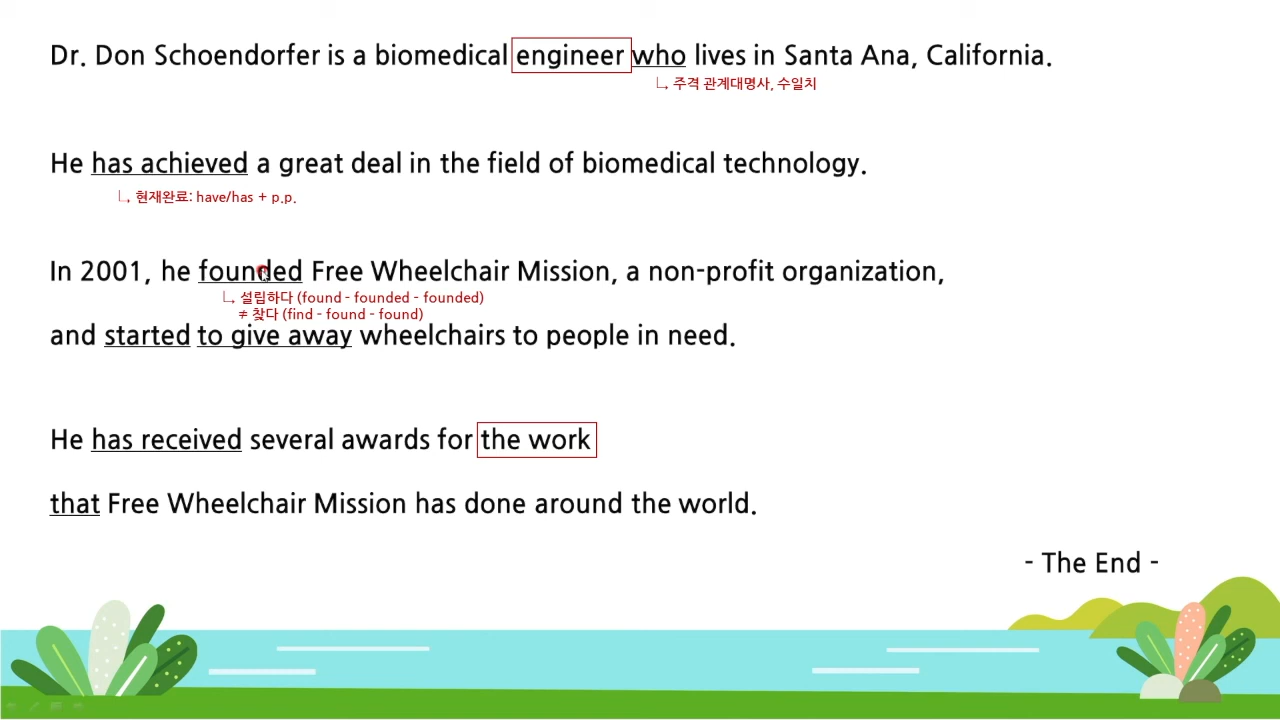 Dr. Don Schoendorfer is a biomedical engineer who lives in Santa Ana, California.
↳ 주격 관계대명사, 수일치
He has achieved a great deal in the field of biomedical technology.
↳ 현재완료: have/has + p.p.
In 2001, he founded Free Wheelchair Mission, a non-profit organization,
↳ 설립하다 (found - founded - founded)
≠ 찾다 (find - found - found)
and started to give away wheelchairs to people in need.
He has received several awards for the work
that Free Wheelchair Mission has done around the world.
- The End -